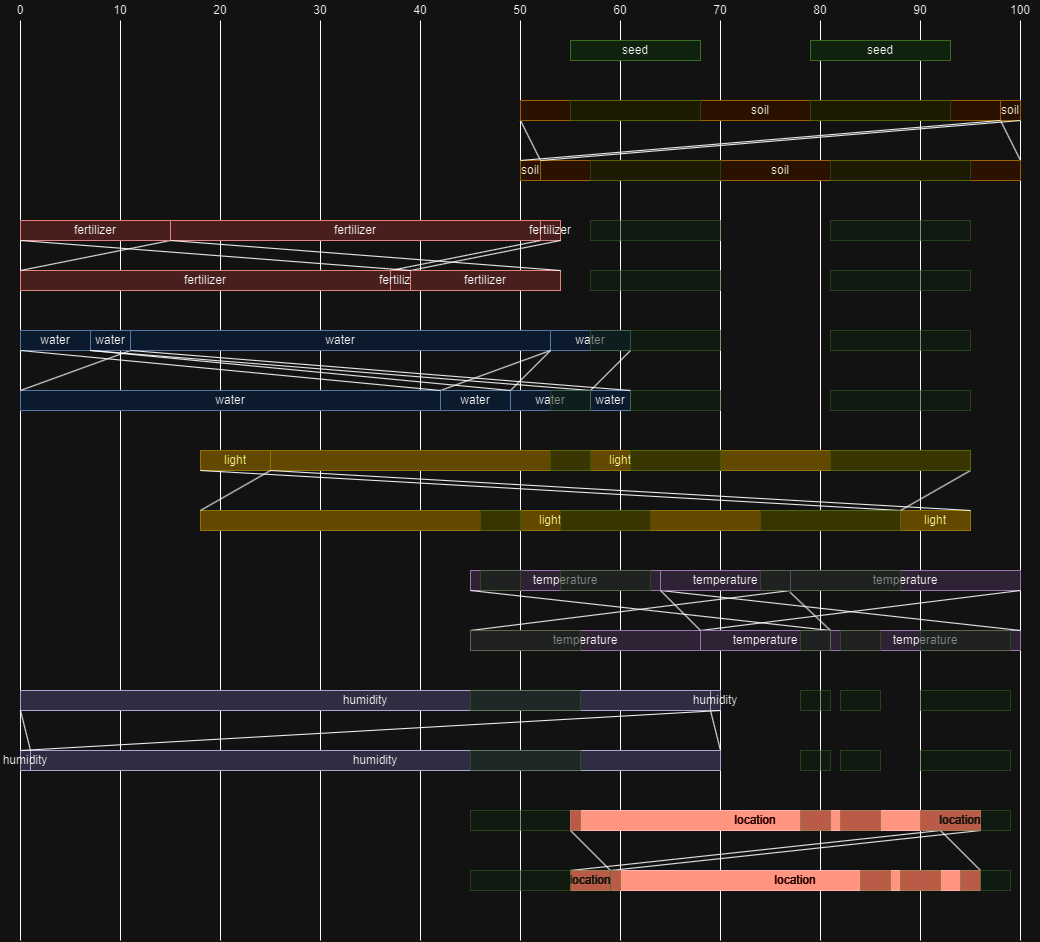 0 10 20 30 40 50 60 70 80 90 100
seed seed
soil soil
soil soil
fertilizer fertilizer fertilizer
fertilizer fertiliz fertilizer
water water water water
water water water water
light light
light light
temperature temperature temperature
temperature temperature temperature
humidity humidity
humidity humidity
location location
location location